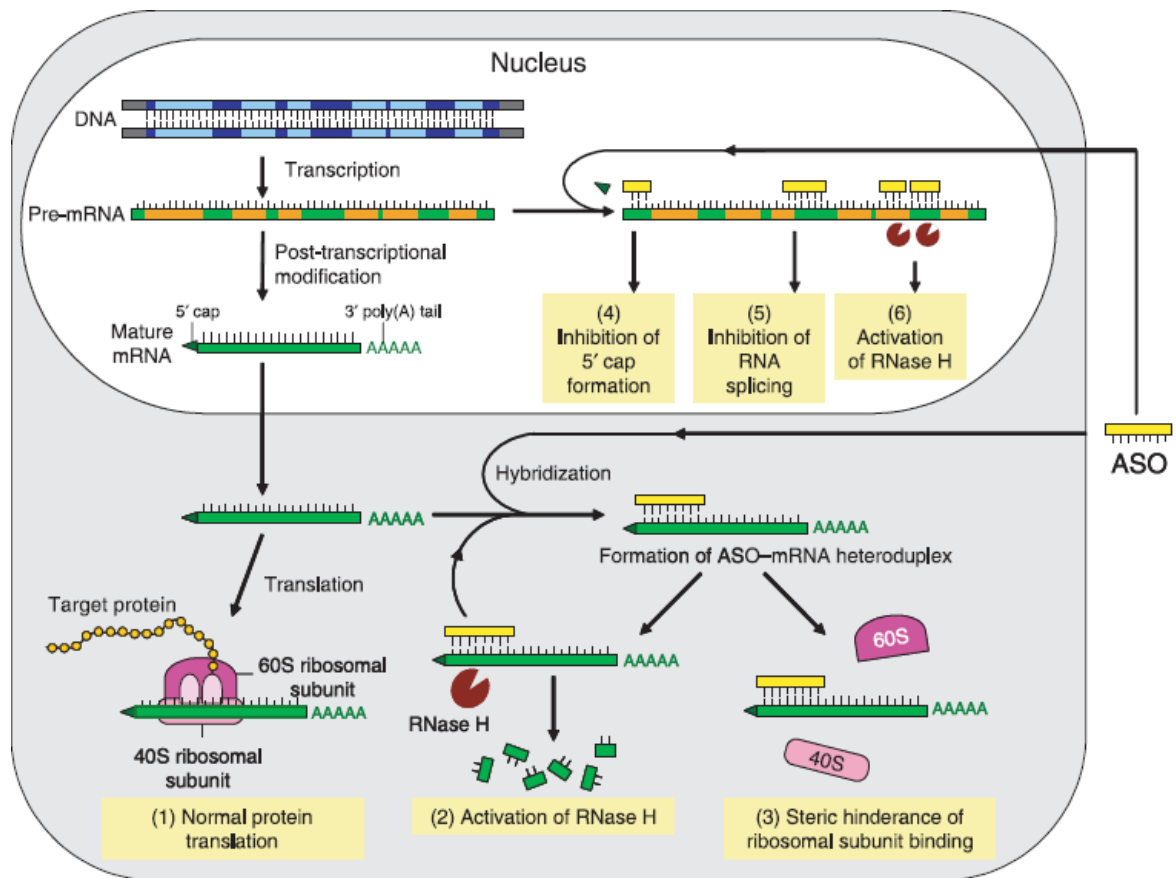 Nucleus
DNA
Transcription
Pre–mRNA
Post-transcriptional
modification
5′ cap
3′ poly(A) tail
Mature
mRNA
AAAAA
(4)
Inhibition of
5′ cap
formation
(5)
Inhibition of
RNA
splicing
(6)
Activation
of RNase H
ASO
Hybridization
AAAAA
AAAAA
Formation of ASO–mRNA heteroduplex
Translation
Target protein
60S ribosomal
subunit
AAAAA
40S ribosomal
subunit
AAAAA
RNase H
60S
AAAAA
40S
(1) Normal protein
translation
(2) Activation of RNase H
(3) Steric hinderance of
ribosomal subunit binding